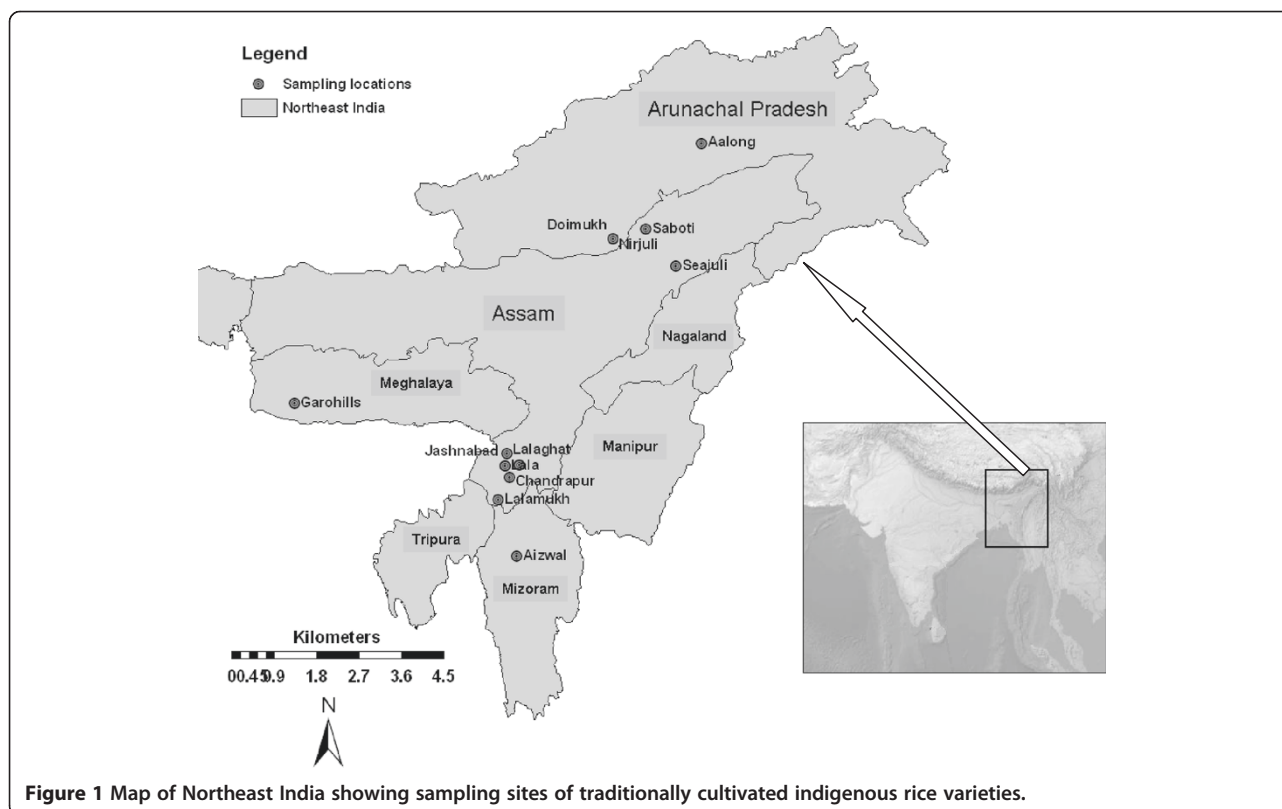 Legend
Sampling locations
Northeast India
Arunachal Pradesh
Aalong
Doimukh
Saboti
Nirjuli
Seajuli
Assam
Nagaland
Meghalaya
Garohills
Manipur
Jashnabad
Lalaghat
Lala
Chandrapur
Lalamukh
Tripura
Aizwal
Mizoram
Kilometers
00.450.9 1.8 2.7 3.6 4.5
N
Figure 1 Map of Northeast India showing sampling sites of traditionally cultivated indigenous rice varieties.